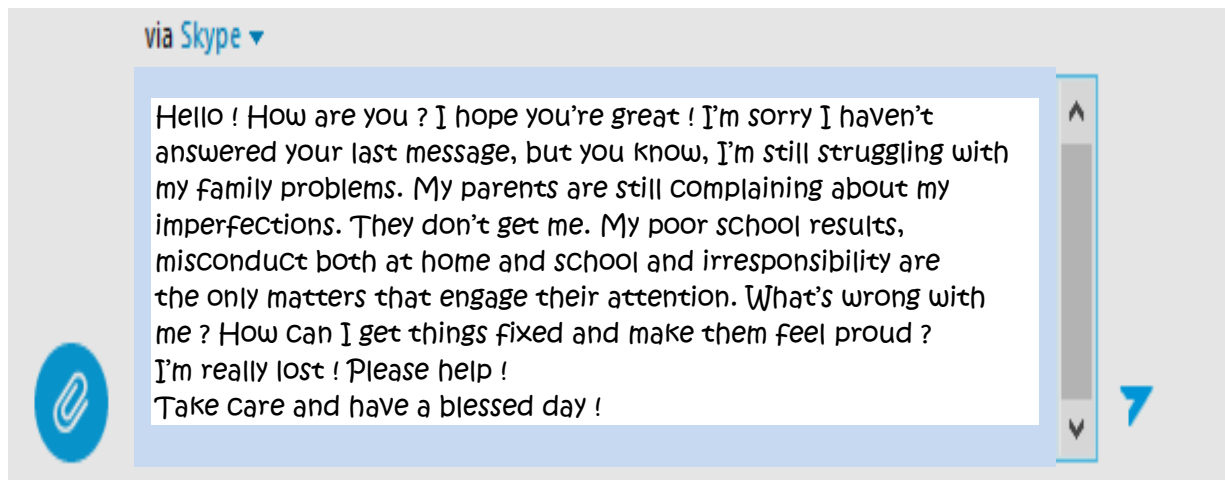 via Skype
Hello ! How are you ? I hope you're great ! I'm sorry I haven't
answered your last message, but you know, I'm still struggling with
my family problems. My parents are still complaining about my
imperfections. They don't get me. My poor school results,
misconduct both at home and school and irresponsibility are
the only matters that engage their attention. What's wrong with
me ? How can I get things fixed and make them feel proud ?
I'm really lost ! Please help !
Take care and have a blessed day !